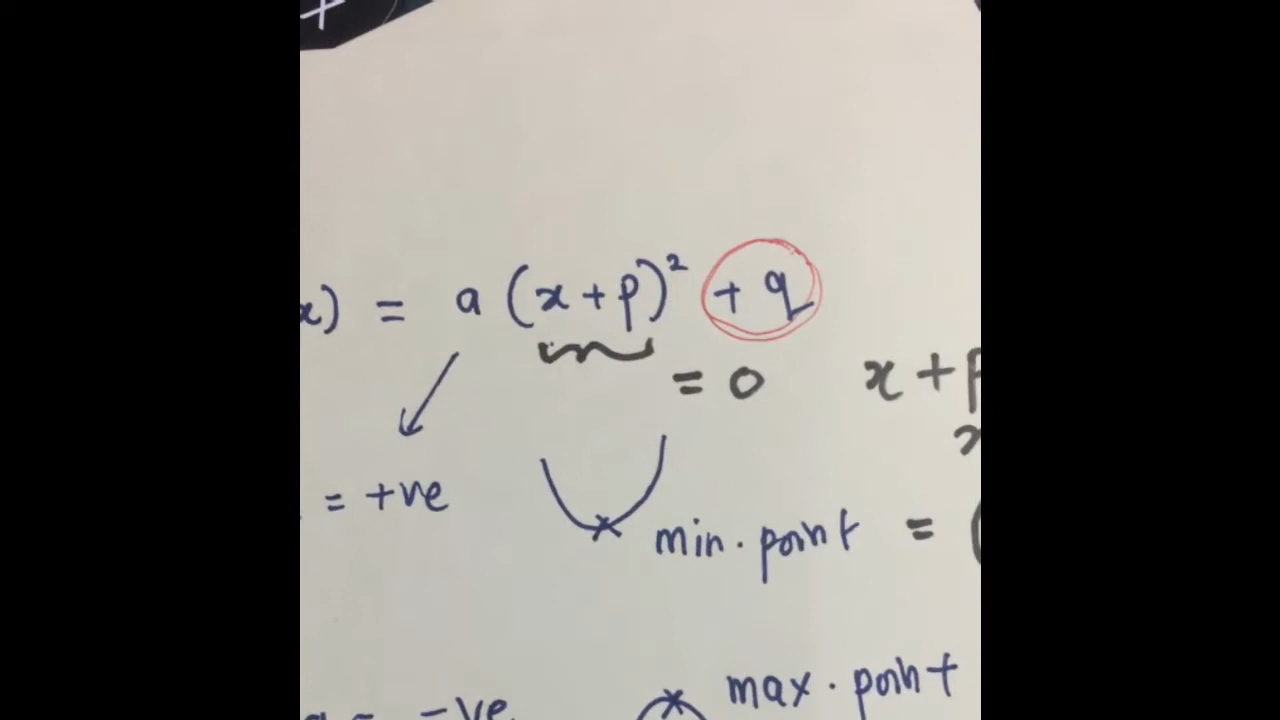 x) = a (x+p)² + q
= 0 x+p
x
= +ve
min. point = (
max. point
a = -ve